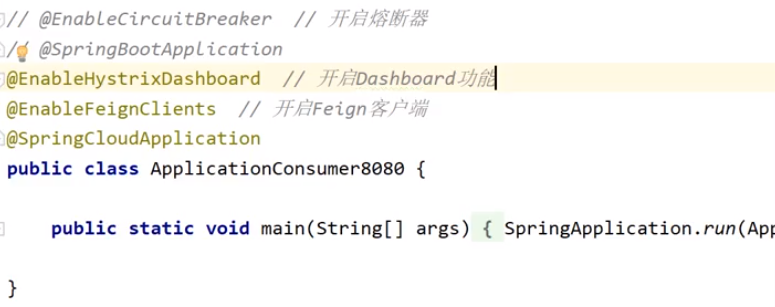 // @EnableCircuitBreaker  // 开启熔断器
// @SpringBootApplication
@EnableHystrixDashboard  // 开启Dashboard功能
@EnableFeignClients  // 开启Feign客户端
@SpringCloudApplication
public class ApplicationConsumer8080 {
public static void main(String[] args) { SpringApplication.run(App
}